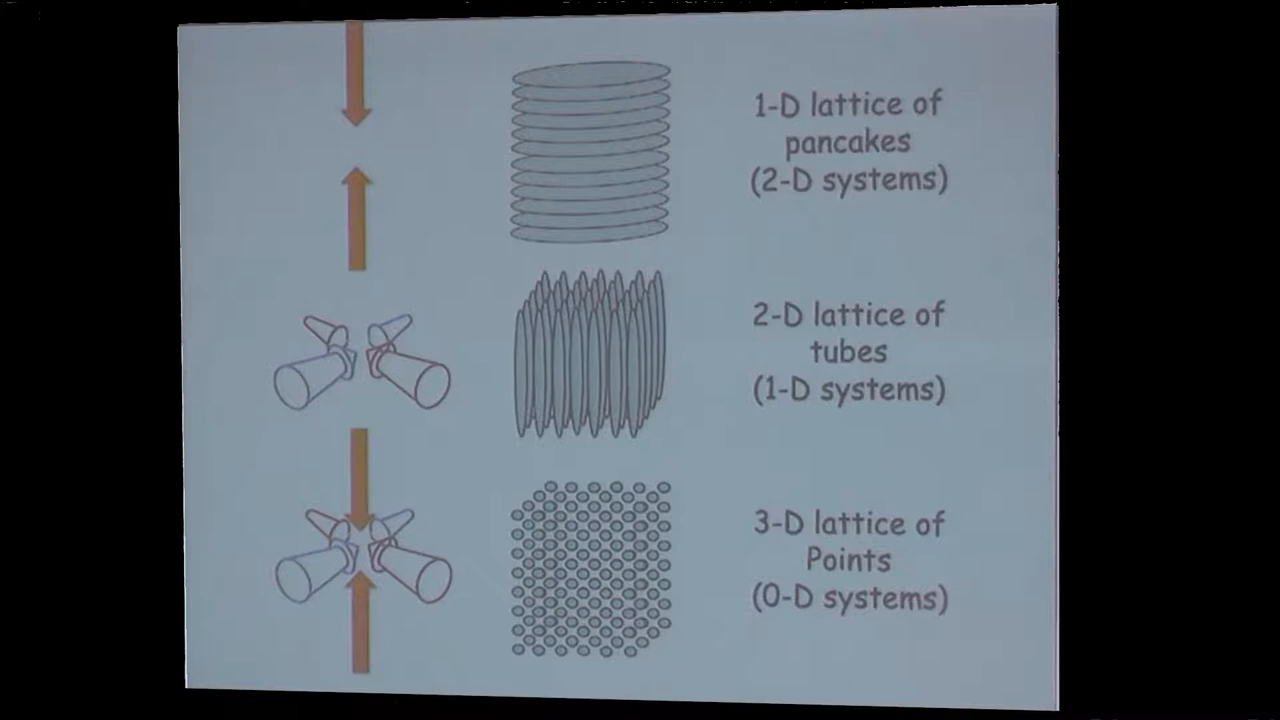 1-D lattice of
pancakes
(2-D systems)
2-D lattice of
tubes
(1-D systems)
3-D lattice of
Points
(0-D systems)